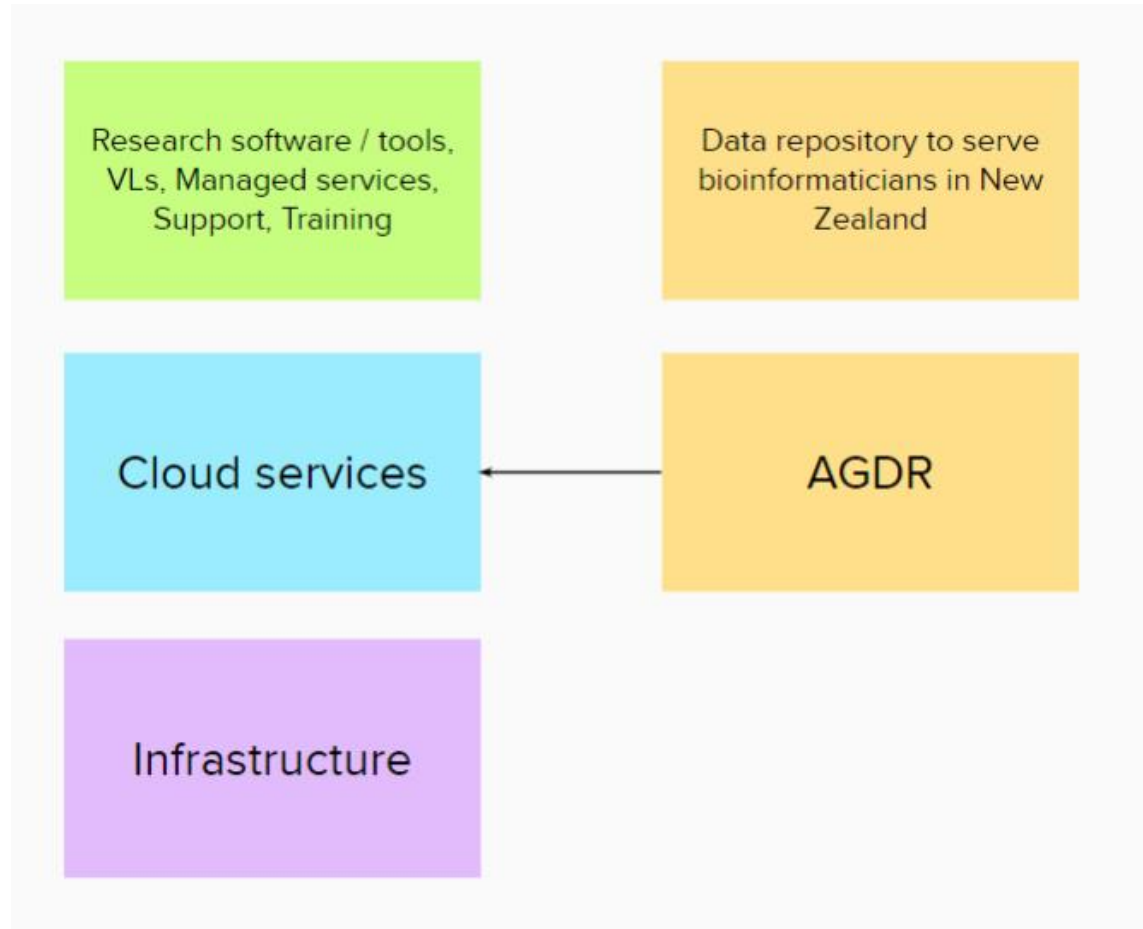 Research software / tools,
VLs, Managed services,
Support, Training
Data repository to serve
bioinformaticians in New
Zealand
Cloud services
AGDR
Infrastructure